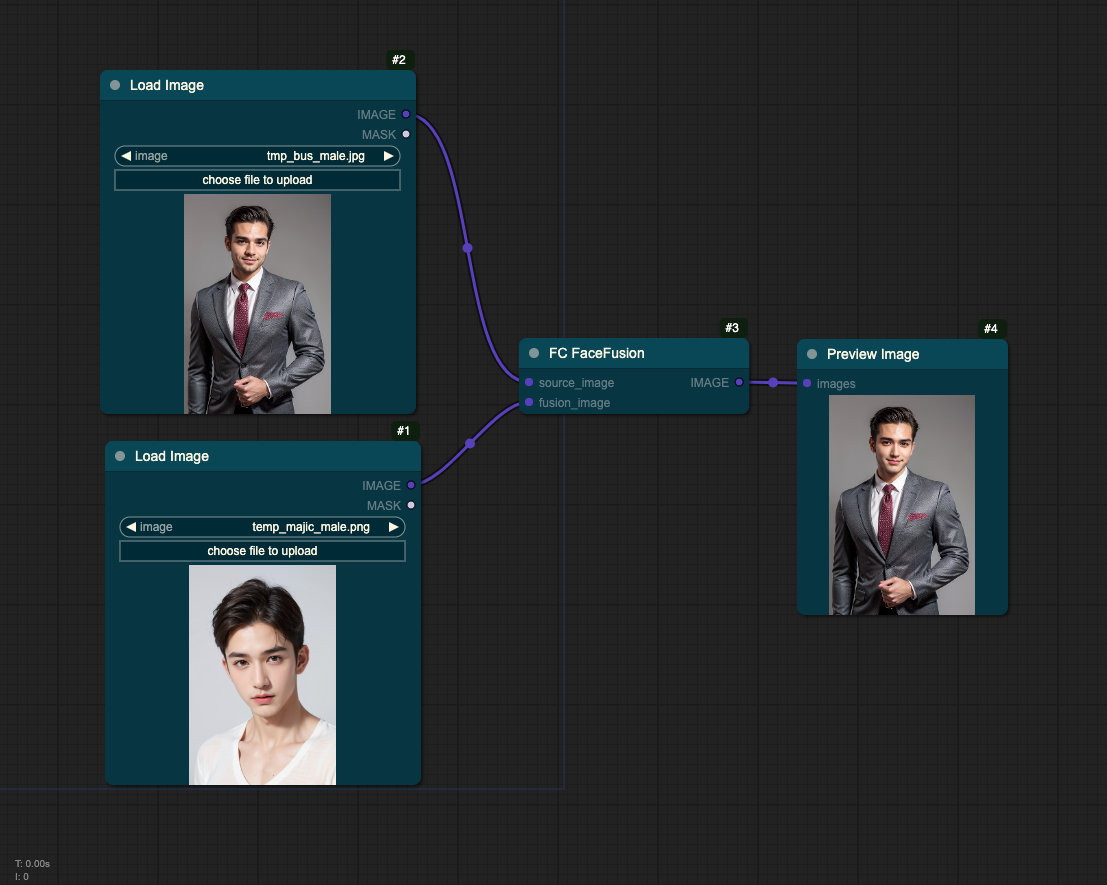 #2
Load Image
IMAGE
MASK
image tmp_bus_male.jpg
choose file to upload
#1
Load Image
IMAGE
MASK
image temp_majic_male.png
choose file to upload
#3
FC FaceFusion
source_image IMAGE
fusion_image
#4
Preview Image
images
T: 0.00s
I: 0